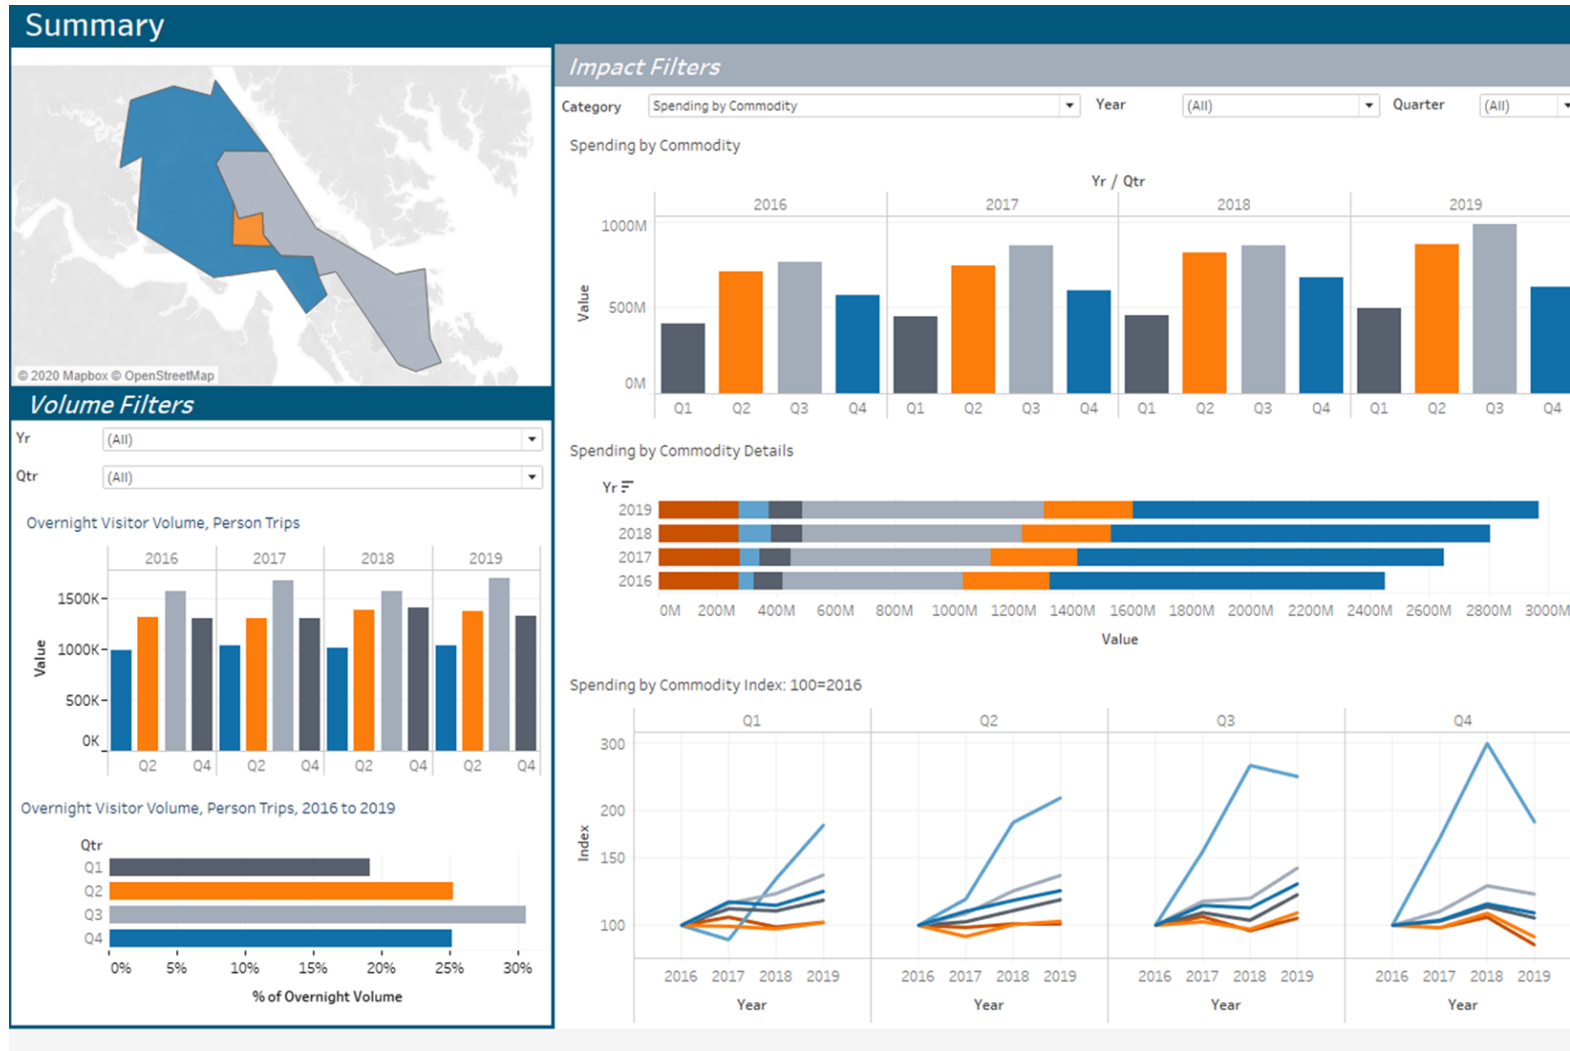 Summary
© 2020 Mapbox © OpenStreetMap
Volume Filters
Yr (All)
Qtr (All)
Overnight Visitor Volume, Person Trips
2016 2017 2018 2019
1500K
1000K
500K
0K
Value
Q2 Q4 Q2 Q4 Q2 Q4 Q2 Q4
Overnight Visitor Volume, Person Trips, 2016 to 2019
Qtr
Q1
Q2
Q3
Q4
0% 5% 10% 15% 20% 25% 30%
% of Overnight Volume
Impact Filters
Category Spending by Commodity Year (All) Quarter (All)
Spending by Commodity
Yr / Qtr
2016 2017 2018 2019
1000M
500M
0M
Value
Q1 Q2 Q3 Q4 Q1 Q2 Q3 Q4 Q1 Q2 Q3 Q4 Q1 Q2 Q3 Q4
Spending by Commodity Details
Yr
2019
2018
2017
2016
0M 200M 400M 600M 800M 1000M 1200M 1400M 1600M 1800M 2000M 2200M 2400M 2600M 2800M 3000M
Value
Spending by Commodity Index: 100=2016
Q1 Q2 Q3 Q4
300
200
150
100
Index
2016 2017 2018 2019 2016 2017 2018 2019 2016 2017 2018 2019 2016 2017 2018 2019
Year Year Year Year